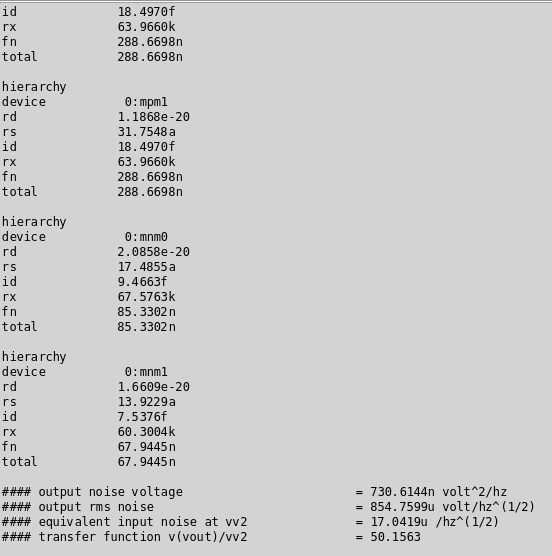 id 18.4970f
rx 63.9660k
fn 288.6698n
total 288.6698n
hierarchy
device 0:mpm1
rd 1.1868e-20
rs 31.7548a
id 18.4970f
rx 63.9660k
fn 288.6698n
total 288.6698n
hierarchy
device 0:mnm0
rd 2.0858e-20
rs 17.4855a
id 9.4663f
rx 67.5763k
fn 85.3302n
total 85.3302n
hierarchy
device 0:mnm1
rd 1.6609e-20
rs 13.9229a
id 7.5376f
rx 60.3004k
fn 67.9445n
total 67.9445n
#### output noise voltage = 730.6144n volt^2/hz
#### output rms noise = 854.7599u volt/hz^(1/2)
#### equivalent input noise at vv2 = 17.0419u /hz^(1/2)
#### transfer function v(vout)/vv2 = 50.1563